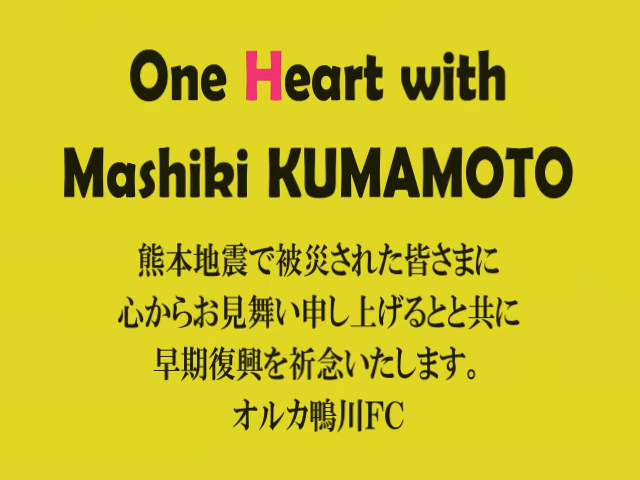 One Heart with
Mashiki KUMAMOTO
熊本地震で被災された皆さまに
心からお見舞い申し上げるとと共に
早期復興を祈念いたします。
オルカ鴨川FC